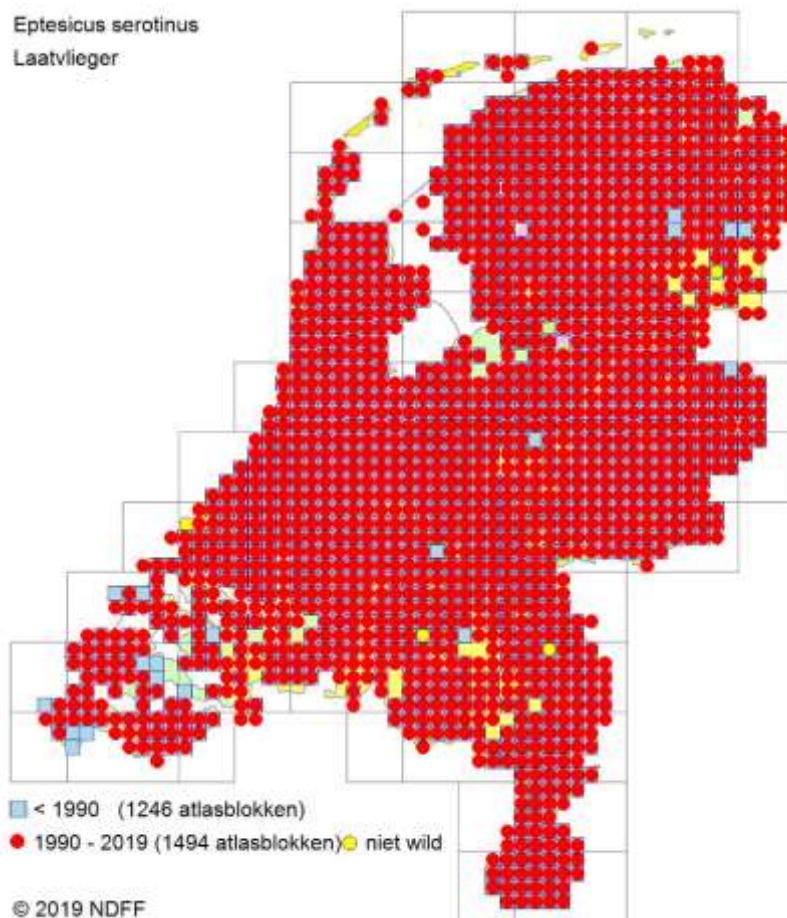 Eptesicus serotinus
Laatvlieger
< 1990 (1246 atlasblokken)
1990 - 2019 (1494 atlasblokken) niet wild
© 2019 NDFF